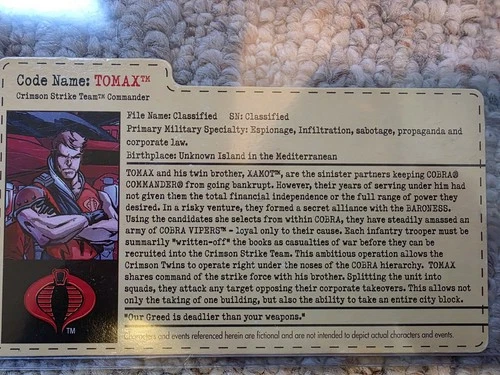 Code Name: TOMAX™
Crimson Strike Team™ Commander
File Name: Classified SN: Classified
Primary Military Specialty: Espionage, Infiltration, sabotage, propaganda and
corporate law.
Birthplace: Unknown Island in the Mediterranean
TOMAX and his twin brother, XAMOT™, are the sinister partners keeping COBRA®
COMMANDER® from going bankrupt. However, their years of serving under him had
not given them the total financial independence or the full range of power they
desired. In a risky venture, they formed a secret alliance with the BARONESS.
Using the candidates she selects from within COBRA, they have steadily amassed an
army of COBRA VIPERS™ - loyal only to their cause. Each infantry trooper must be
summarily "written-off" the books as casualties of war before they can be
recruited into the Crimson Strike Team. This ambitious operation allows the
Crimson Twins to operate right under the noses of the COBRA hierarchy. TOMAX
shares command of the strike force with his brother. Splitting the unit into
squads, they attack any target opposing their corporate takeovers. This allows not
only the taking of one building, but also the ability to take an entire city block.
"Our Greed is deadlier than your weapons."
Characters and events referenced herein are fictional and are not intended to depict actual characters and events.
TM